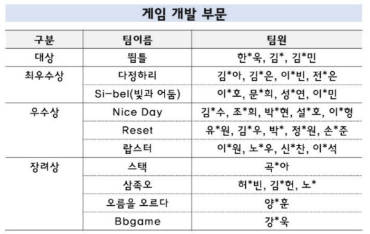 게임 개발 부문
구분 팀이름 팀원
대상 띔틀 한*욱, 김*, 김*민
최우수상 다정하리 김*아, 김*은, 이*빈, 전*은
Si-bel(빛과 어둠) 이*호, 문*희, 성*연, 이*민
우수상 Nice Day 김*수, 조*희, 박*현, 설*호, 이*형
Reset 유*원, 김*우, 박*, 정*원, 손*준
랍스터 이*원, 노*우, 신*찬, 이*석
장려상 스택 곡*아
삼족오 허*빈, 김*헌, 노*
오름을 오르다 양*훈
Bbgame 강*욱